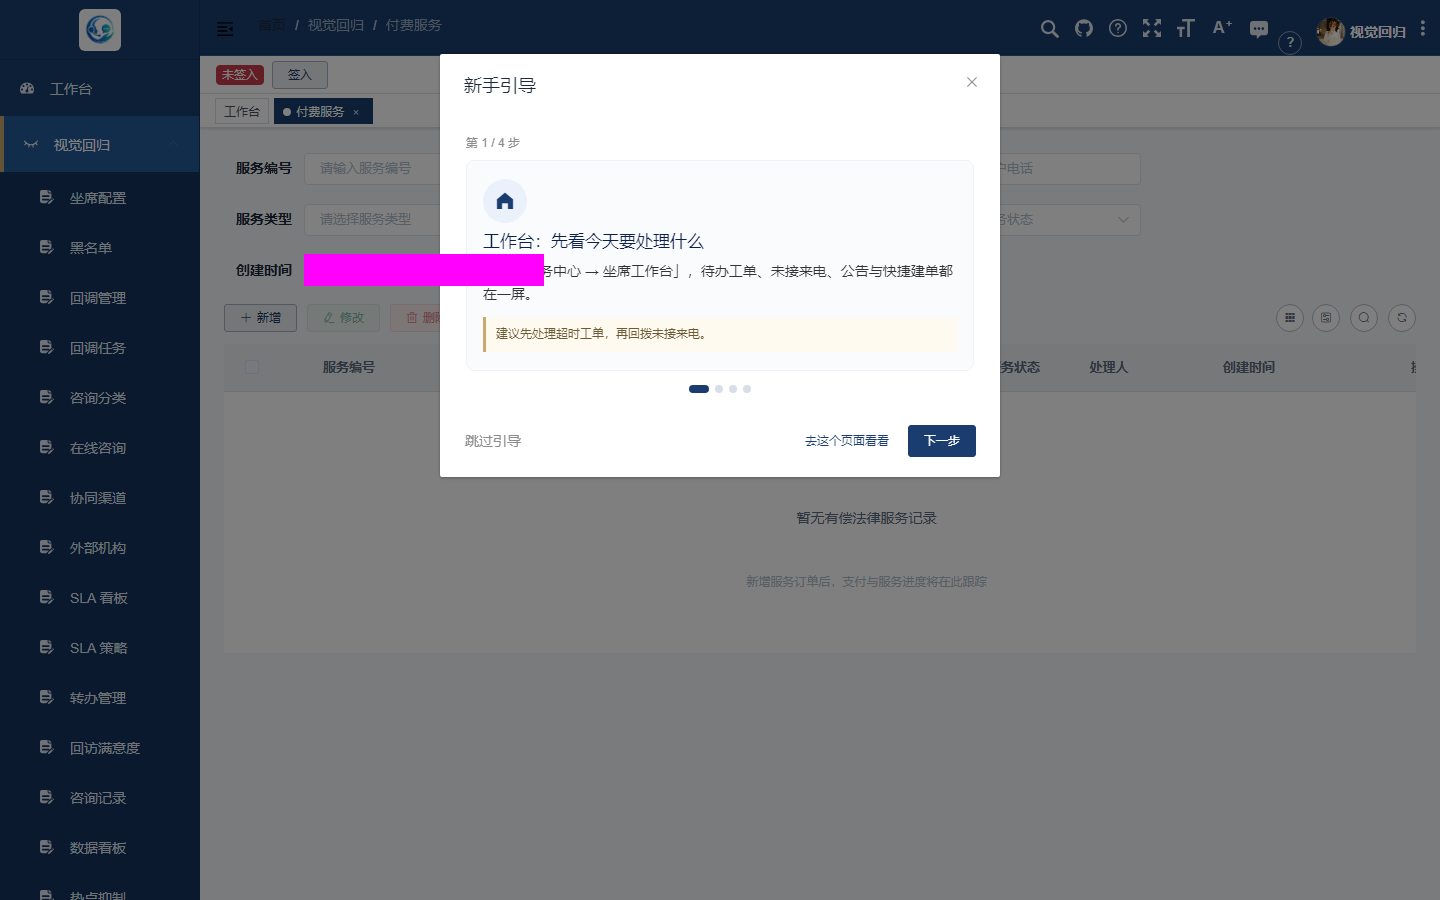 首页 / 视觉回归 / 付费服务
视觉回归
未签入 签入
工作台 付费服务 ×
工作台
视觉回归
坐席配置
黑名单
回调管理
回调任务
咨询分类
在线咨询
协同渠道
外部机构
SLA 看板
SLA 策略
转办管理
回访满意度
咨询记录
数据看板
热点抑制
服务编号 请输入服务编号 户电话
服务类型 请选择服务类型 务状态
创建时间
新增 修改 删
服务编号 务状态 处理人 创建时间
暂无有偿法律服务记录
新增服务订单后，支付与服务进度将在此跟踪
新手引导
第 1 / 4 步
工作台：先看今天要处理什么
务中心 → 坐席工作台」，待办工单、未接来电、公告与快捷建单都
在一屏。
建议先处理超时工单，再回拨未接来电。
跳过引导 去这个页面看看 下一步